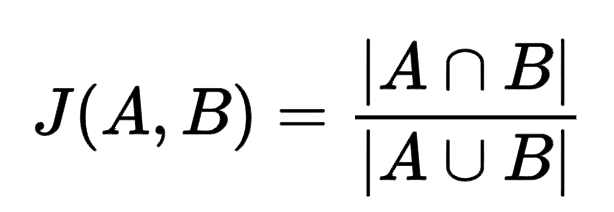 J(A, B) = |A ∩ B| / |A ∪ B|